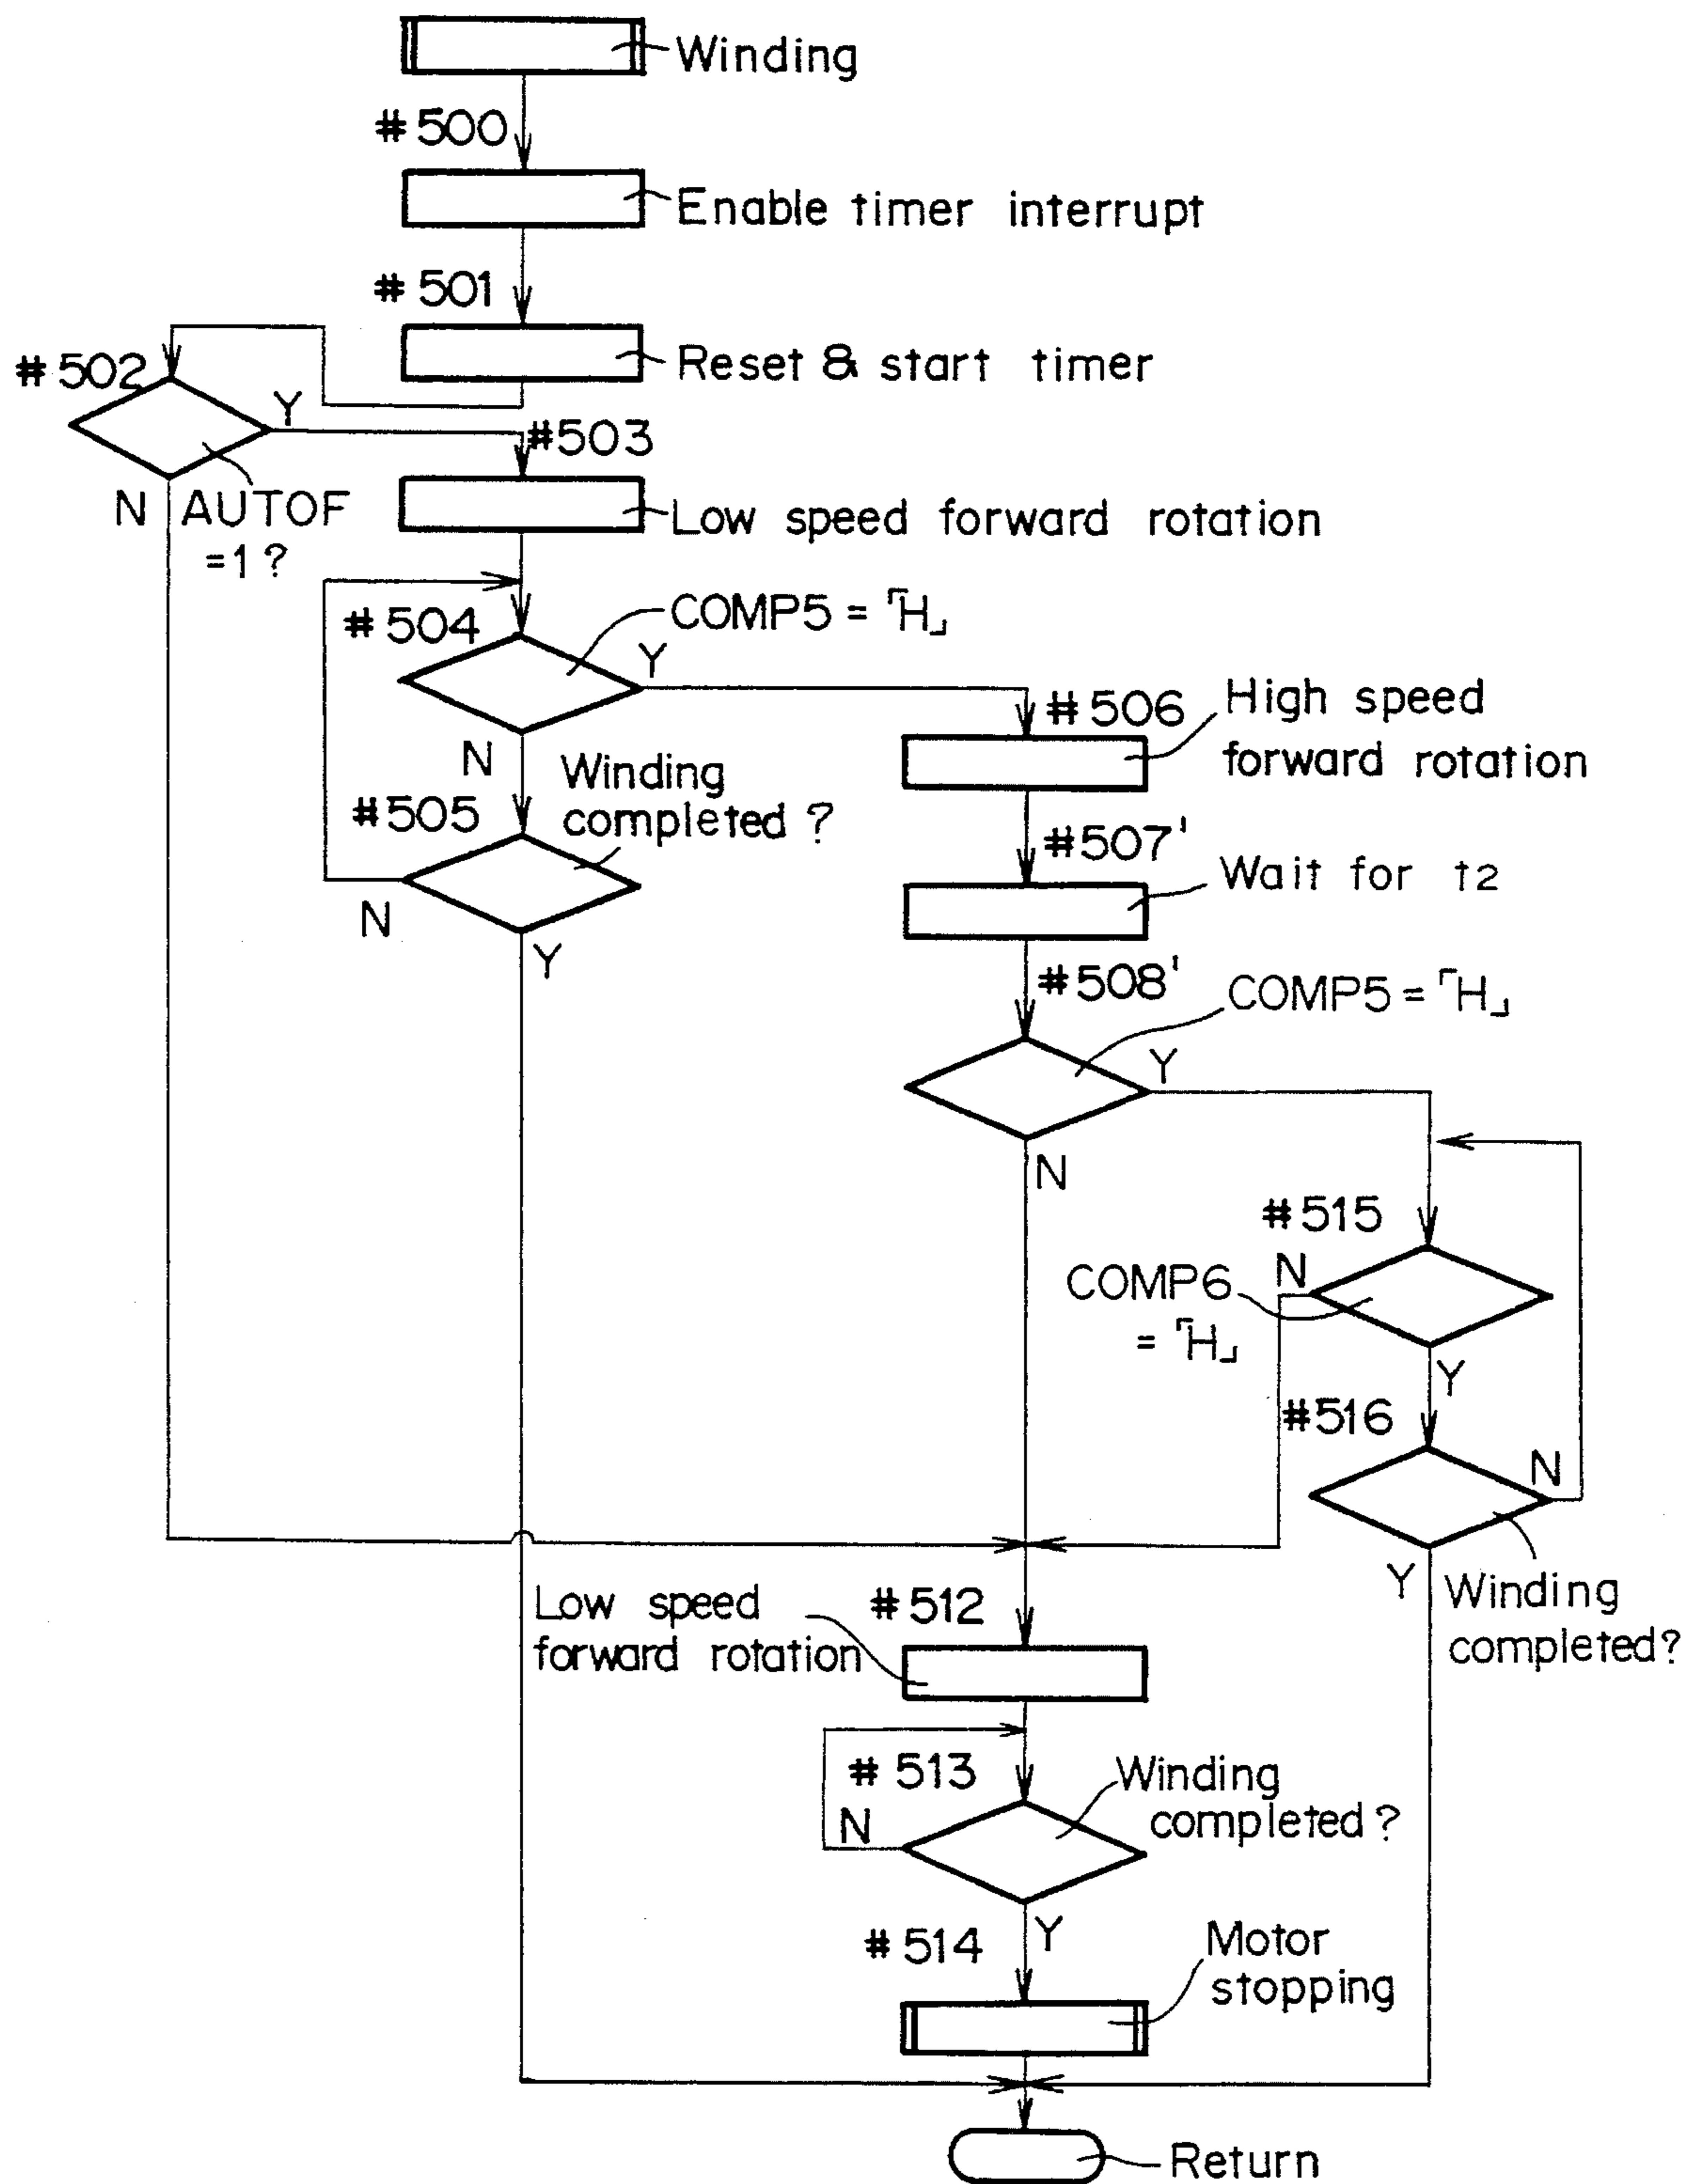 Winding
#500
Enable timer interrupt
#501
Reset & start timer
#502
Y
#503
N
AUTOF
=1?
Low speed forward rotation
#504
COMP5 = ｢H｣
Y
#506
High speed
forward rotation
N
Winding
completed?
#505
#507'
Wait for t2
N
Y
#508'
COMP5 = ｢H｣
Y
N
#515
N
COMP6
= ｢H｣
Y
#516
N
Y
Winding
completed?
Low speed
forward rotation
#512
#513
Winding
completed?
N
Y
#514
Motor
stopping
Return